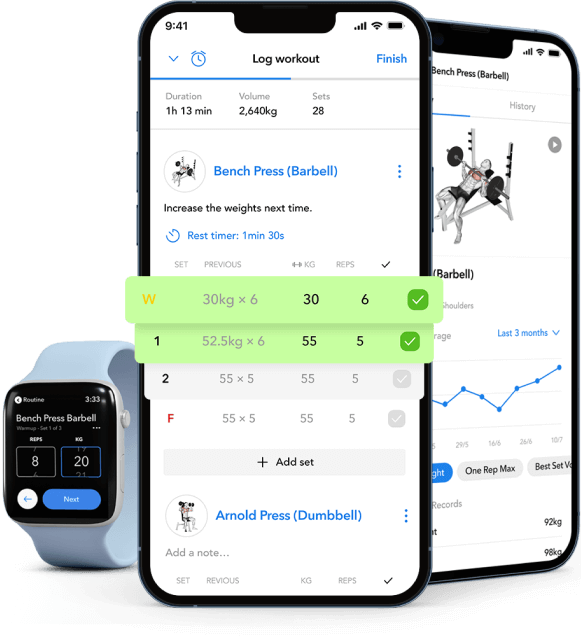 9:41
Log workout
Finish
Duration Volume Sets
1h 13 min 2,640kg 28
Bench Press (Barbell)
Increase the weights next time.
Rest timer: 1min 30s
SET PREVIOUS KG REPS
W 30kg × 6 30 6
1 52.5kg × 6 55 5
2 55 × 5 55 5
F 55 × 5 55 5
+ Add set
Arnold Press (Dumbbell)
Add a note...
SET REVIOUS KG REPS
Routine 3:33
Bench Press Barbell
Warmup - Set 1 of 3
REPS KG
8 20
Next
Bench Press (Barbell)
History
(Barbell)
Shoulders
Last 3 months
29/5 16/6 26/6 10/7
One Rep Max
Best Set
Records
92kg
98kg